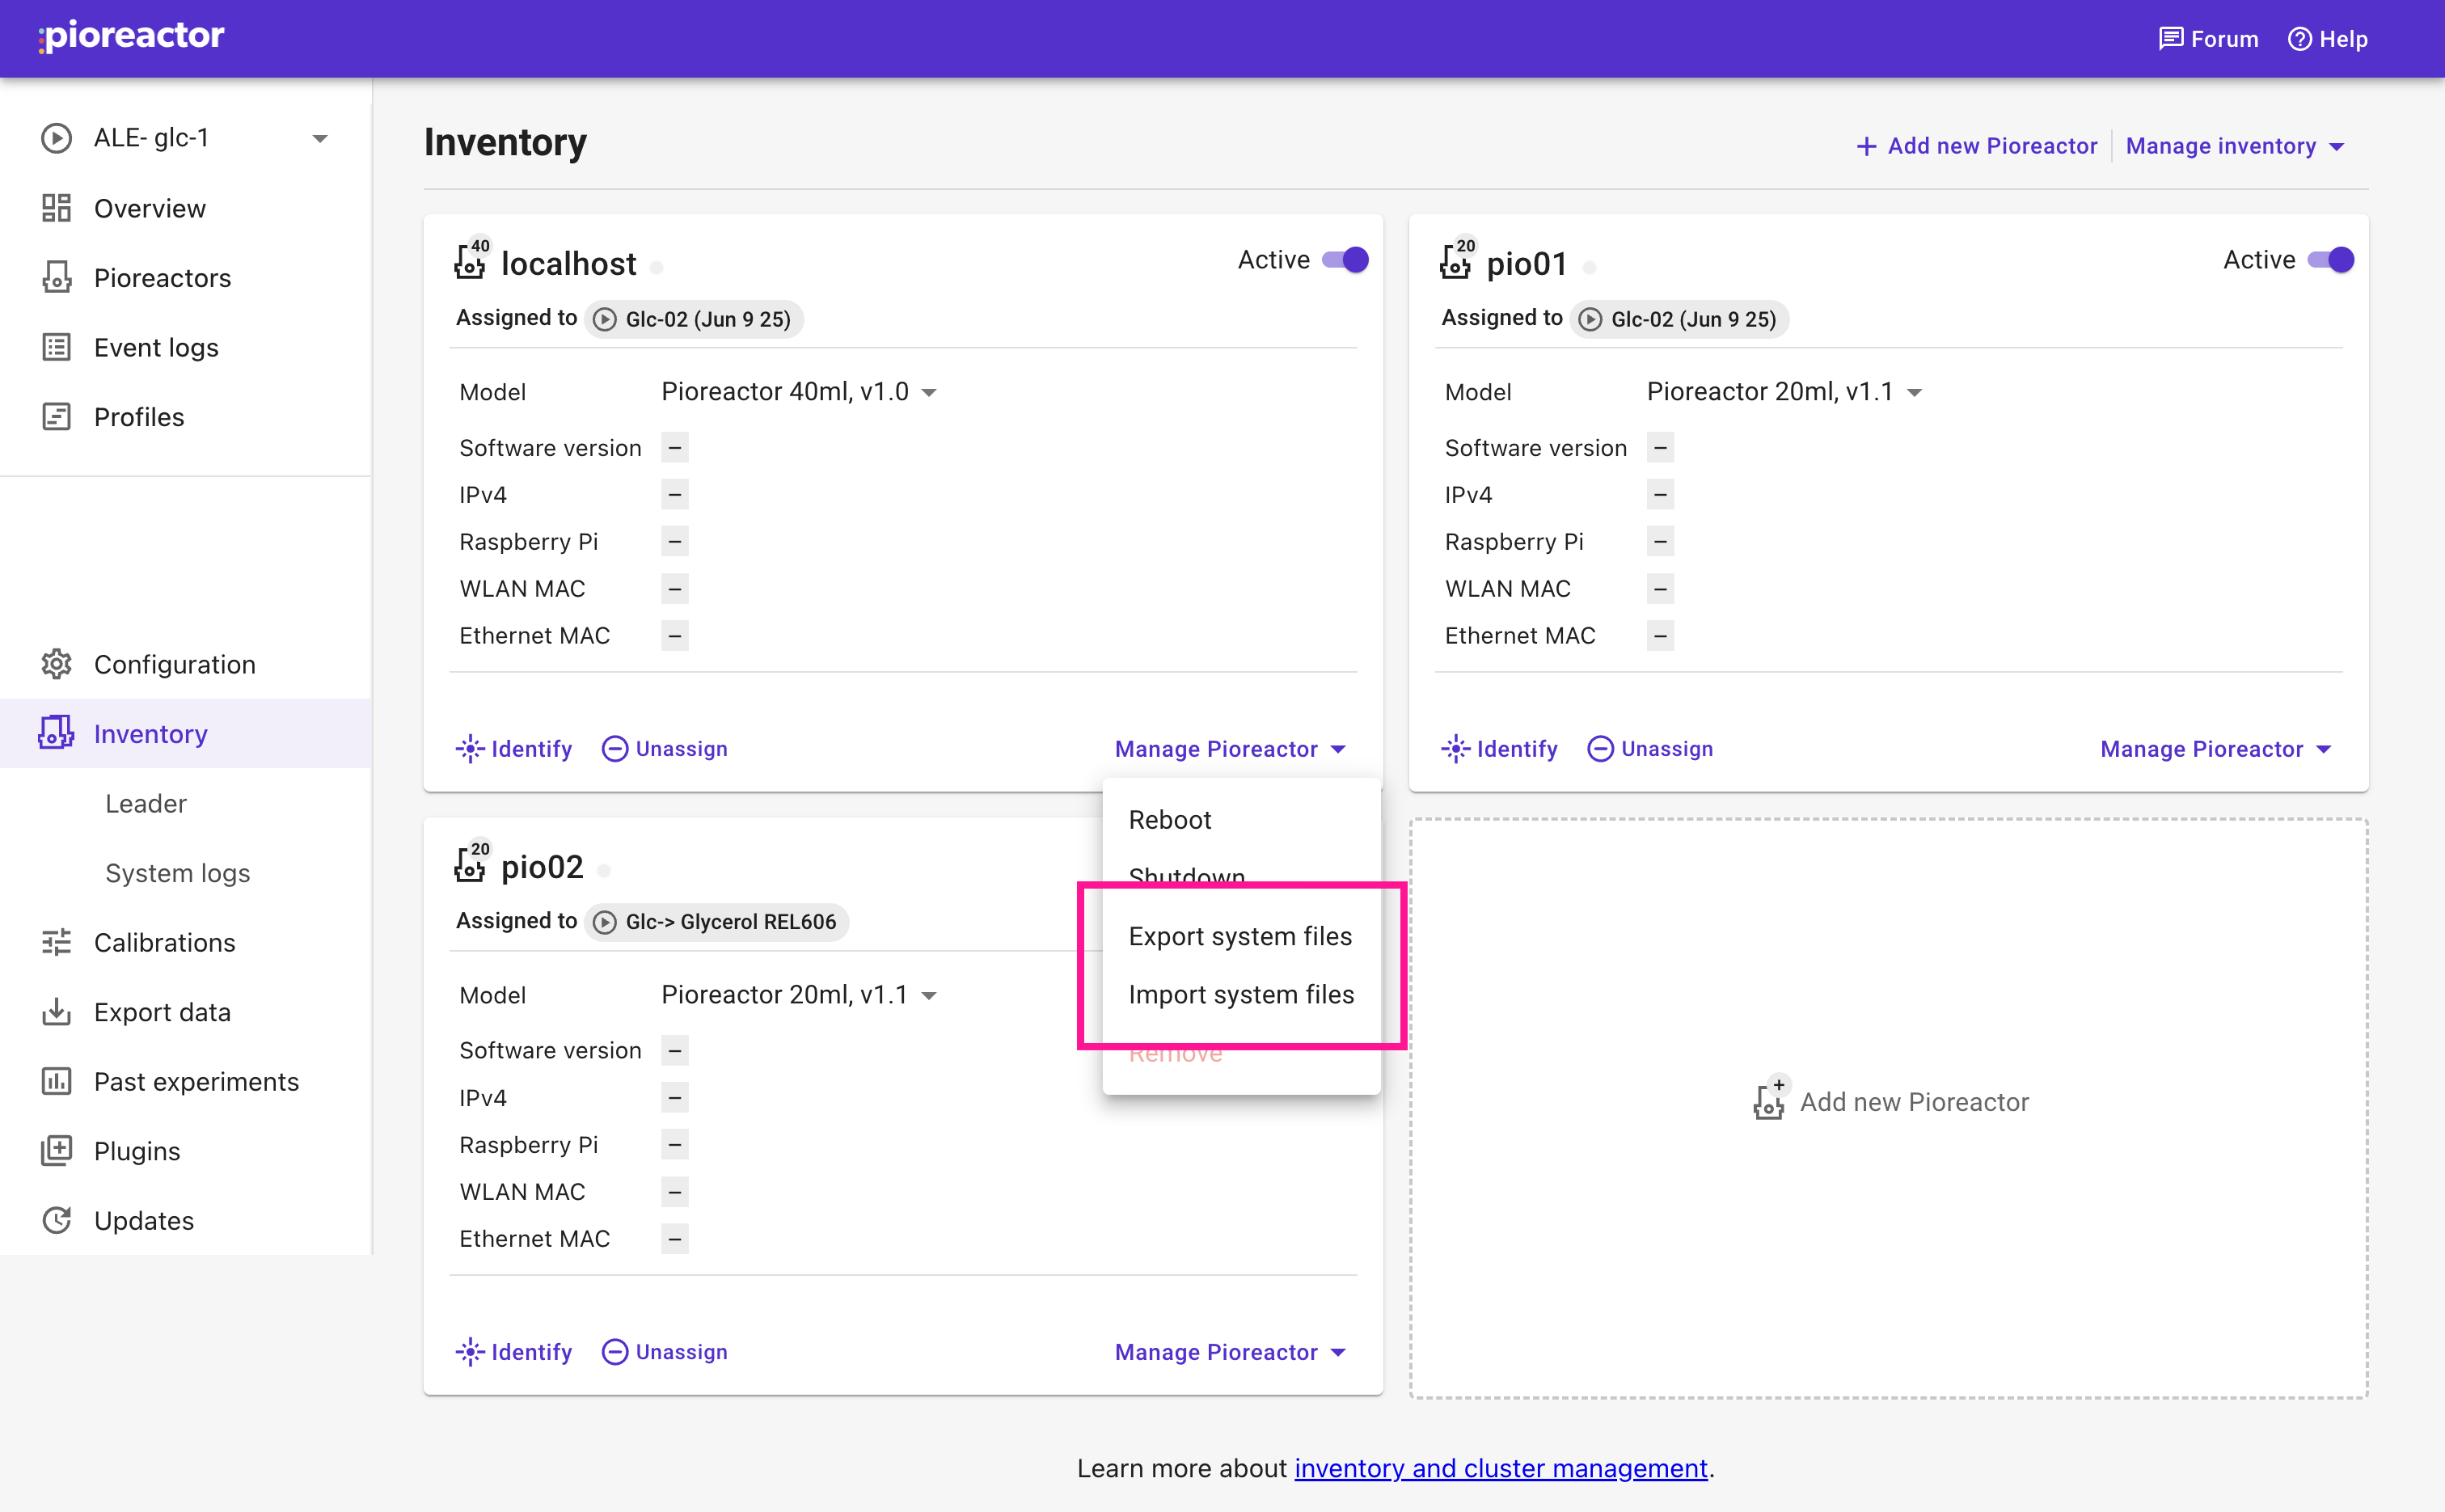 pioreactor
Forum
Help
ALE- glc-1
Overview
Pioreactors
Event logs
Profiles
Configuration
Inventory
Leader
System logs
Calibrations
Export data
Past experiments
Plugins
Updates
Inventory
+ Add new Pioreactor
Manage inventory
40
localhost
Active
Assigned to Glc-02 (Jun 9 25)
Model Pioreactor 40ml, v1.0
Software version –
IPv4 –
Raspberry Pi –
WLAN MAC –
Ethernet MAC –
Identify Unassign Manage Pioreactor
20
pio01
Active
Assigned to Glc-02 (Jun 9 25)
Model Pioreactor 20ml, v1.1
Software version –
IPv4 –
Raspberry Pi –
WLAN MAC –
Ethernet MAC –
Identify Unassign Manage Pioreactor
Reboot
Shutdown
Export system files
Import system files
Remove
20
pio02
Assigned to Glc-> Glycerol REL606
Model Pioreactor 20ml, v1.1
Software version –
IPv4 –
Raspberry Pi –
WLAN MAC –
Ethernet MAC –
Identify Unassign Manage Pioreactor
+
Add new Pioreactor
Learn more about inventory and cluster management.